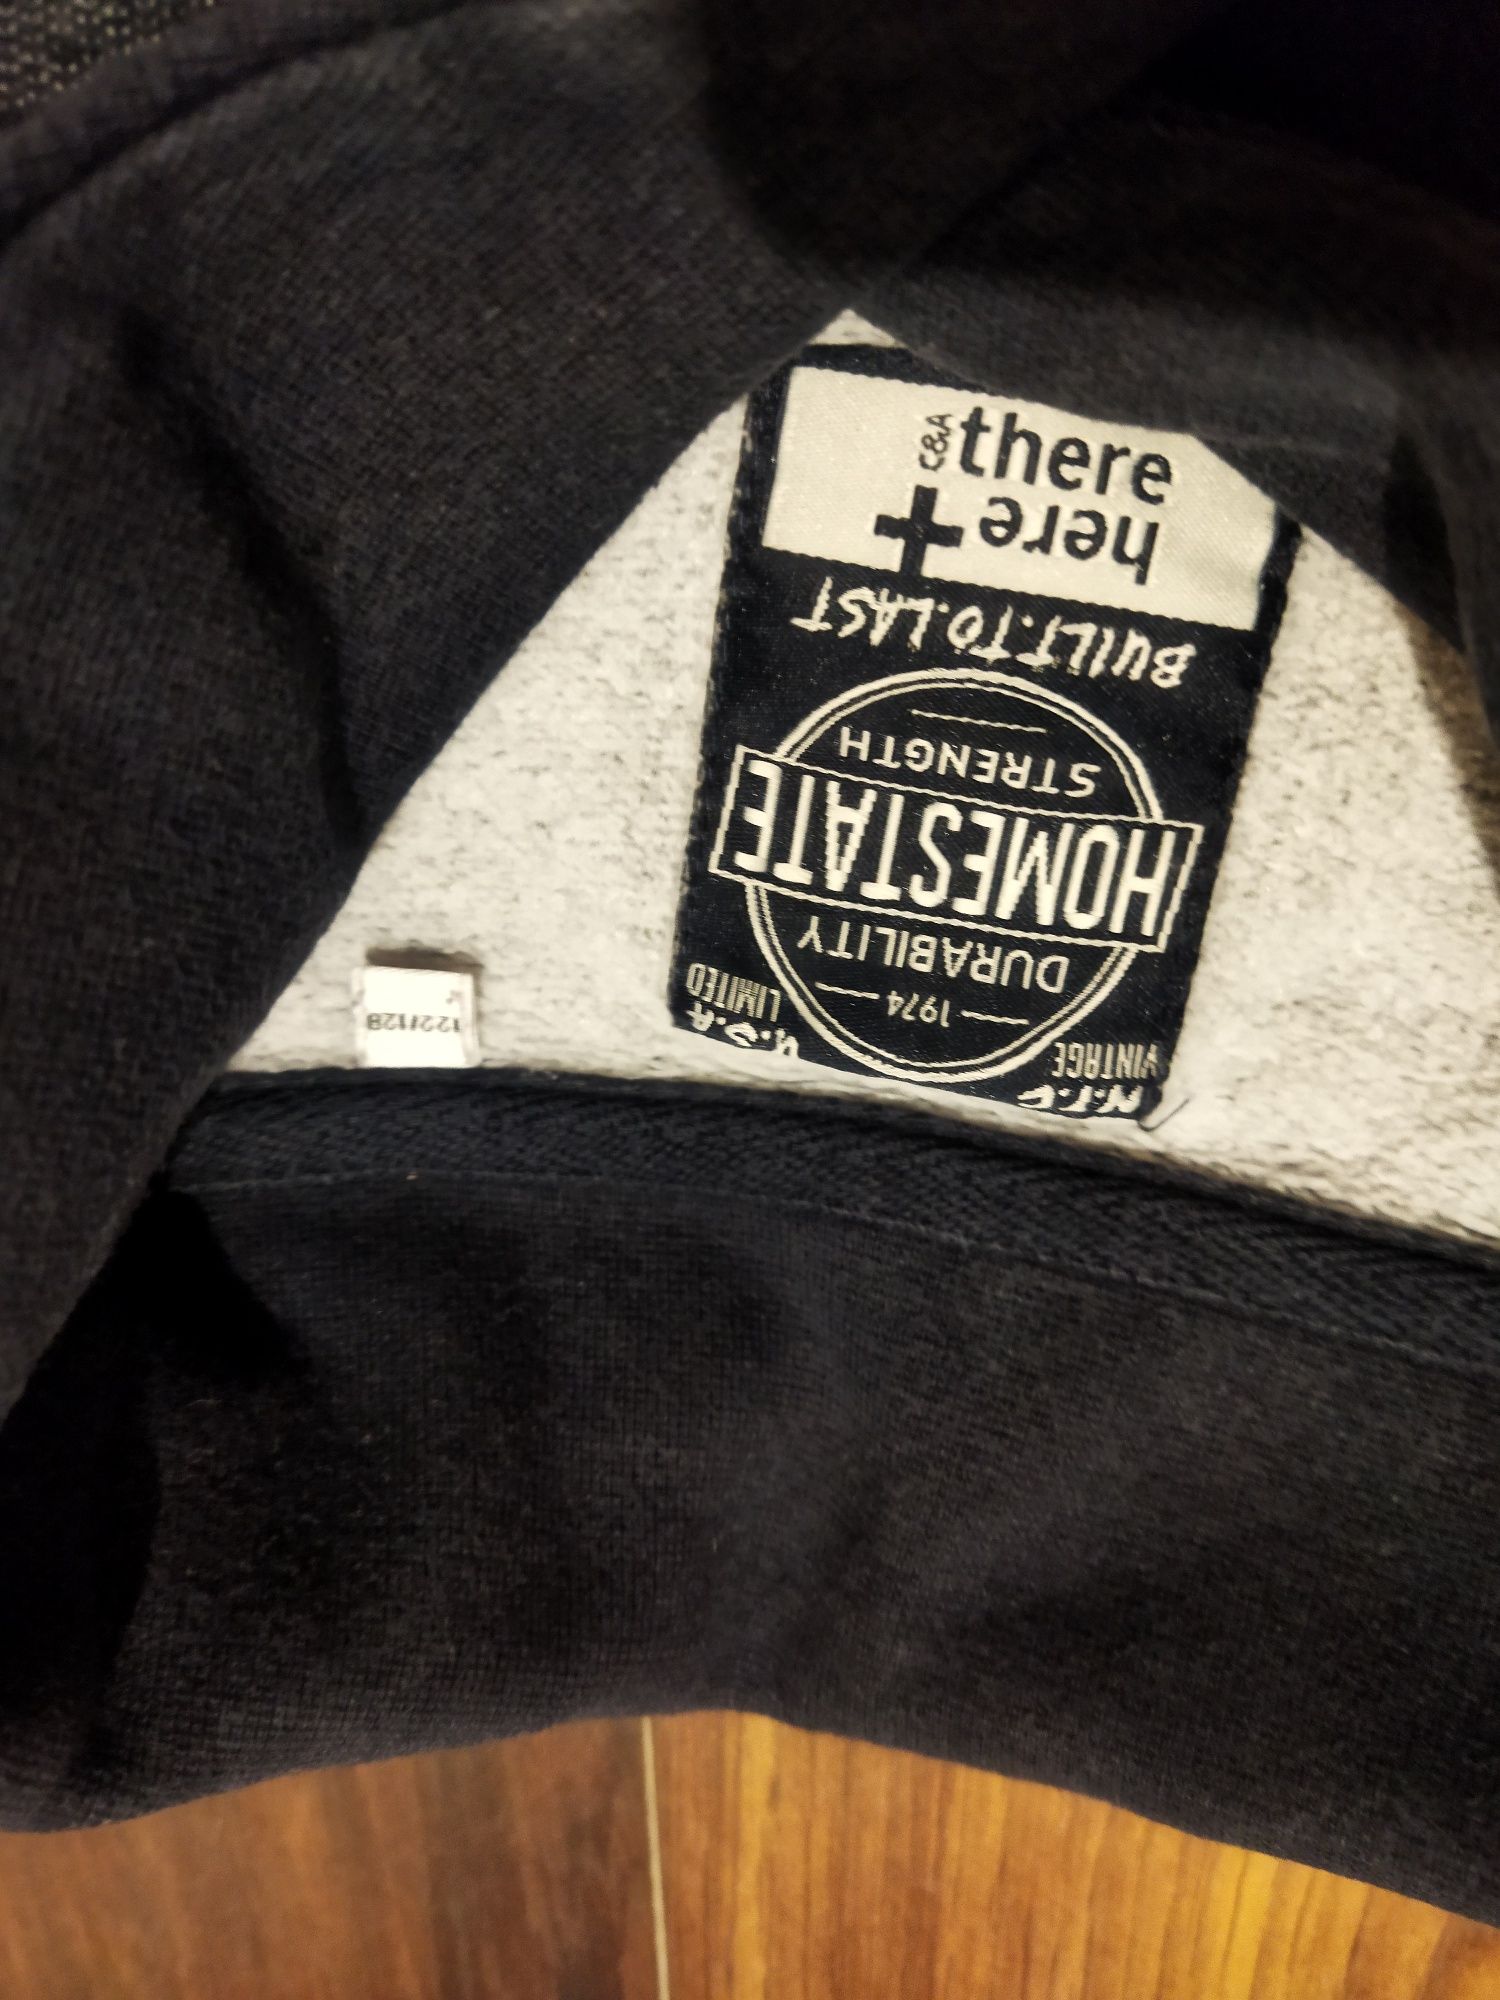 N.Y.C U.S.A
VINTAGE LIMITED
1974
DURABILITY
HOMESTATE
STRENGTH
BUILT.TO.LAST
here+
there
C&A
122/128